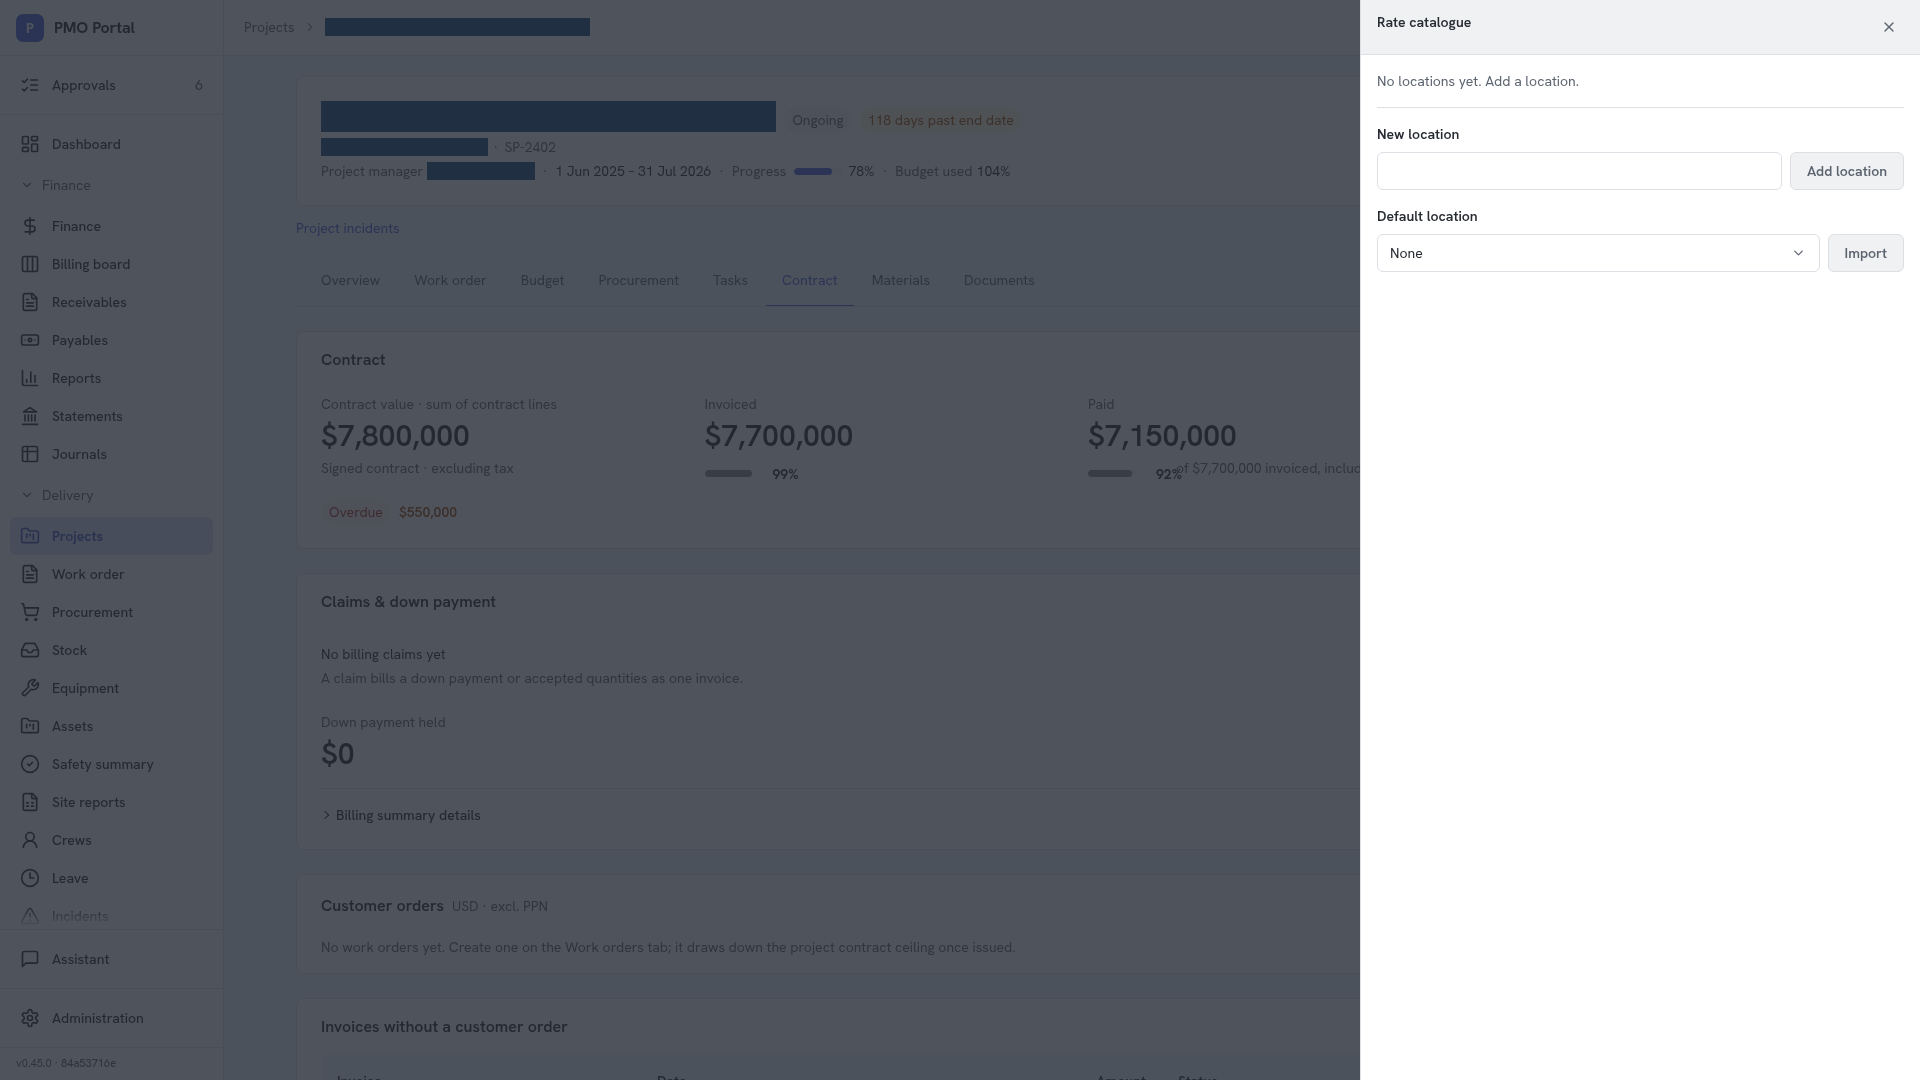 P PMO Portal
Approvals 6
Dashboard
Finance
Finance
Billing board
Receivables
Payables
Reports
Statements
Journals
Delivery
Projects
Work order
Procurement
Stock
Equipment
Assets
Safety summary
Site reports
Crews
Leave
Incidents
Assistant
Administration
v0.45.0 · 84a53716e
Projects
Ongoing 118 days past end date
· SP-2402
Project manager · 1 Jun 2025 – 31 Jul 2026 · Progress 78% · Budget used 104%
Project incidents
Overview Work order Budget Procurement Tasks Contract Materials Documents
Contract
Contract value · sum of contract lines Invoiced Paid
$7,800,000 $7,700,000 $7,150,000
Signed contract · excluding tax 99% 92% of $7,700,000 invoiced, includ
Overdue $550,000
Claims & down payment
No billing claims yet
A claim bills a down payment or accepted quantities as one invoice.
Down payment held
$0
Billing summary details
Customer orders USD · excl. PPN
No work orders yet. Create one on the Work orders tab; it draws down the project contract ceiling once issued.
Invoices without a customer order
Invoice Date Amount Status
Rate catalogue
No locations yet. Add a location.
New location
Add location
Default location
None Import